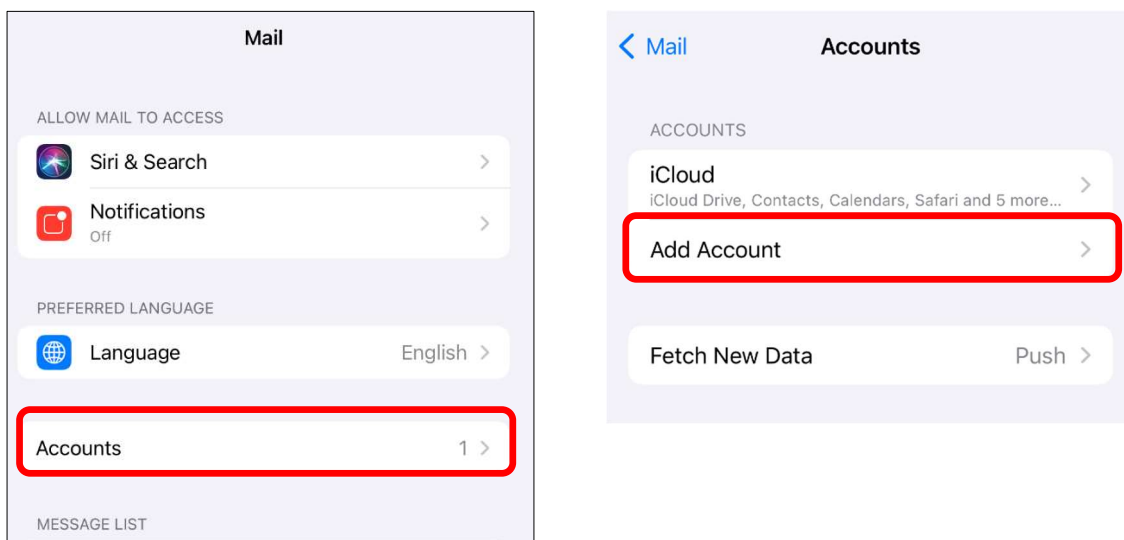 Mail
ALLOW MAIL TO ACCESS
Siri & Search
Notifications
Off
PREFERRED LANGUAGE
Language English
Accounts 1
MESSAGE LIST
Mail Accounts
ACCOUNTS
iCloud
iCloud Drive, Contacts, Calendars, Safari and 5 more...
Add Account
Fetch New Data Push